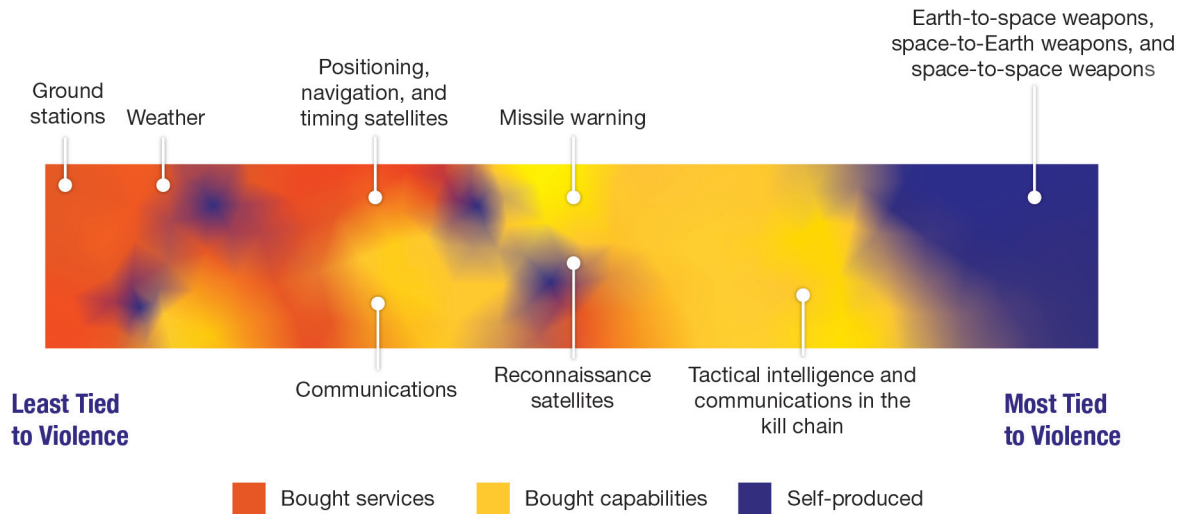 Earth-to-space weapons,
space-to-Earth weapons, and
space-to-space weapons
Positioning,
navigation, and
timing satellites
Ground
stations
Weather
Missile warning
Communications
Reconnaissance
satellites
Tactical intelligence and
communications in the
kill chain
Least Tied
to Violence
Most Tied
to Violence
Bought services
Bought capabilities
Self-produced